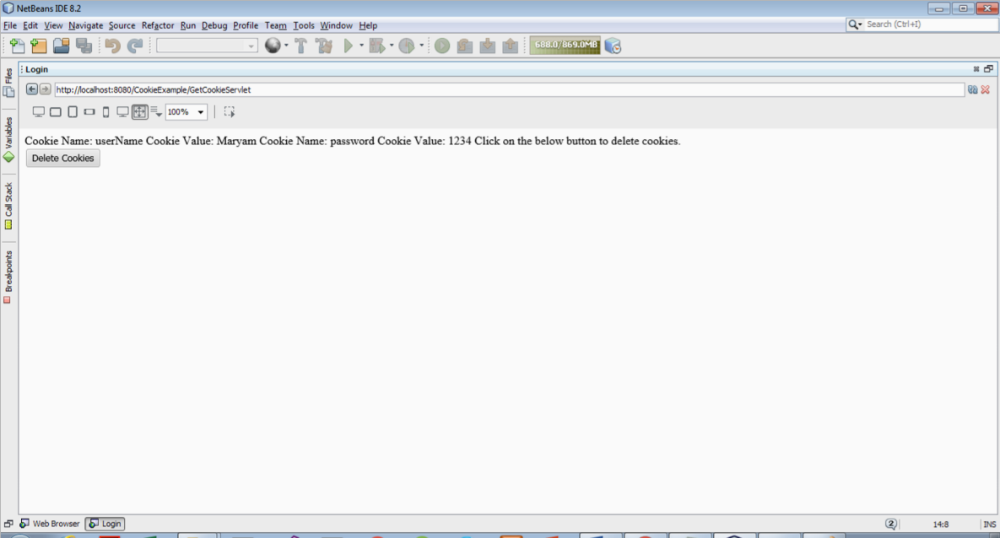 NetBeans IDE 8.2
File Edit View Navigate Source Refactor Run Debug Profile Team Tools Window Help
Search (Ctrl+I)
688.0/869.0MB
Files
Variables
Call Stack
Breakpoints
Login
http://localhost:8080/CookieExample/GetCookieServlet
100%
Cookie Name: userName Cookie Value: Maryam Cookie Name: password Cookie Value: 1234 Click on the below button to delete cookies.
Delete Cookies
Web Browser Login
2 14:8 INS